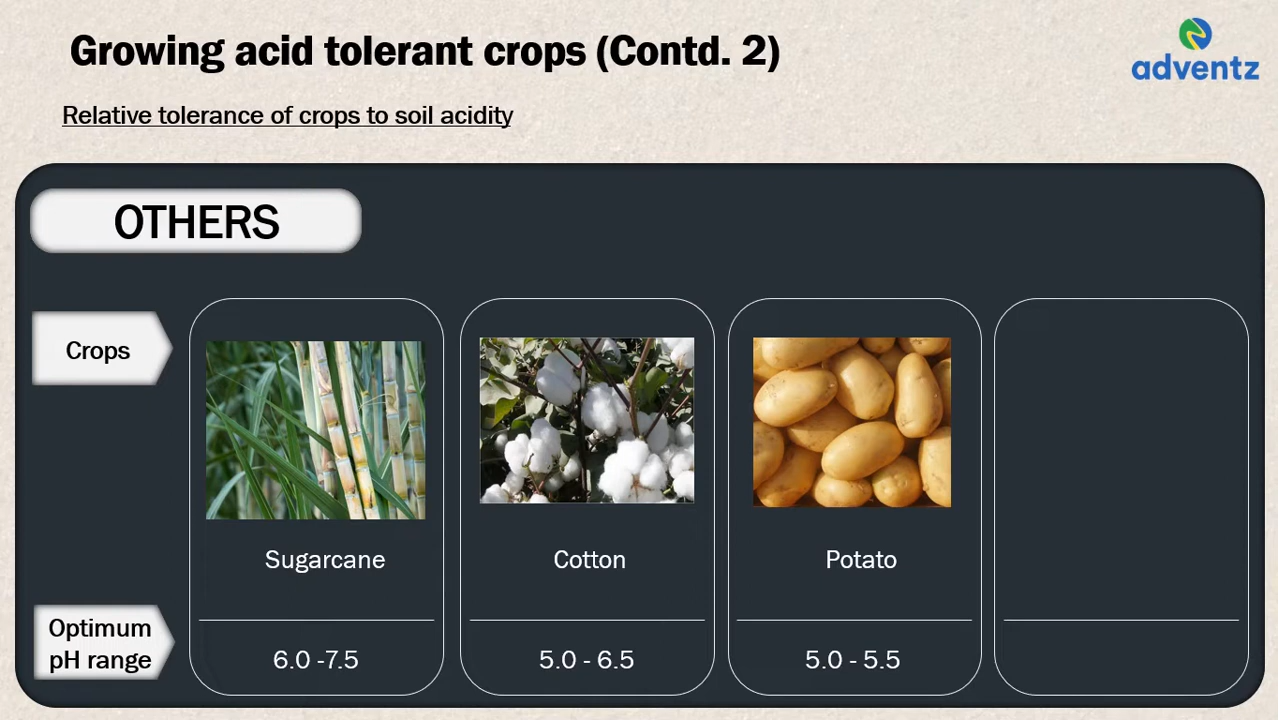 Growing acid tolerant crops (Contd. 2)
adventz
Relative tolerance of crops to soil acidity
OTHERS
Crops
Sugarcane
Cotton
Potato
Optimum
pH range
6.0 -7.5
5.0 - 6.5
5.0 - 5.5